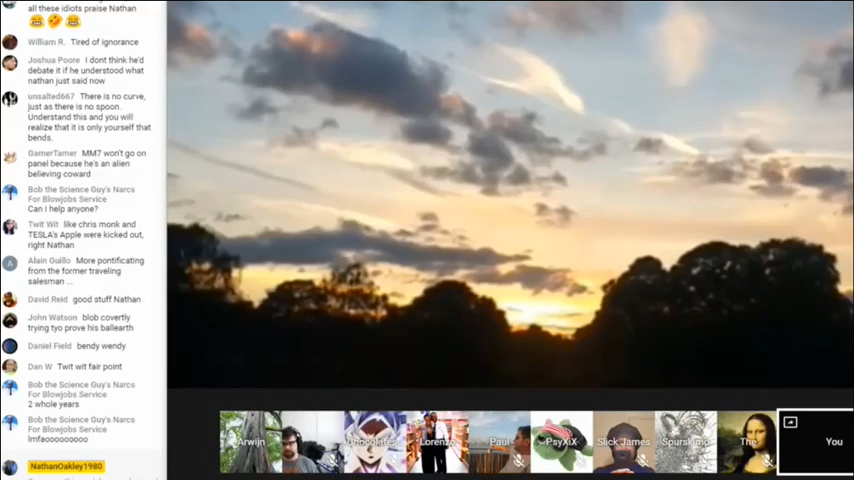 all these idiots praise Nathan
William R. Tired of ignorance
Joshua Poore I dont think he'd
debate it if he understood what
nathan just said now
unsalted667 There is no curve,
just as there is no spoon.
Understand this and you will
realize that it is only yourself that
bends.
GamerTamer MM7 won't go on
panel because he's an alien
believing coward
Bob the Science Guy's Narcs
For Blowjobs Service
Can I help anyone?
Twit Wit like chris monk and
TESLA's Apple were kicked out,
right Nathan
Alain Guillo More pontificating
from the former traveling
salesman ...
A
David Reid good stuff Nathan
John Watson blob covertly
trying tyo prove his ballearth
Daniel Field bendy wendy
Dan W Twit wit fair point
Bob the Science Guy's Narcs
For Blowjobs Service
2 whole years
Bob the Science Guy's Narcs
For Blowjobs Service
lmfaooooooooo
NathanOakley1980
Arwijn
Chocolates
Lorenzo
Paul
PsyXiX
Slick James
The
You